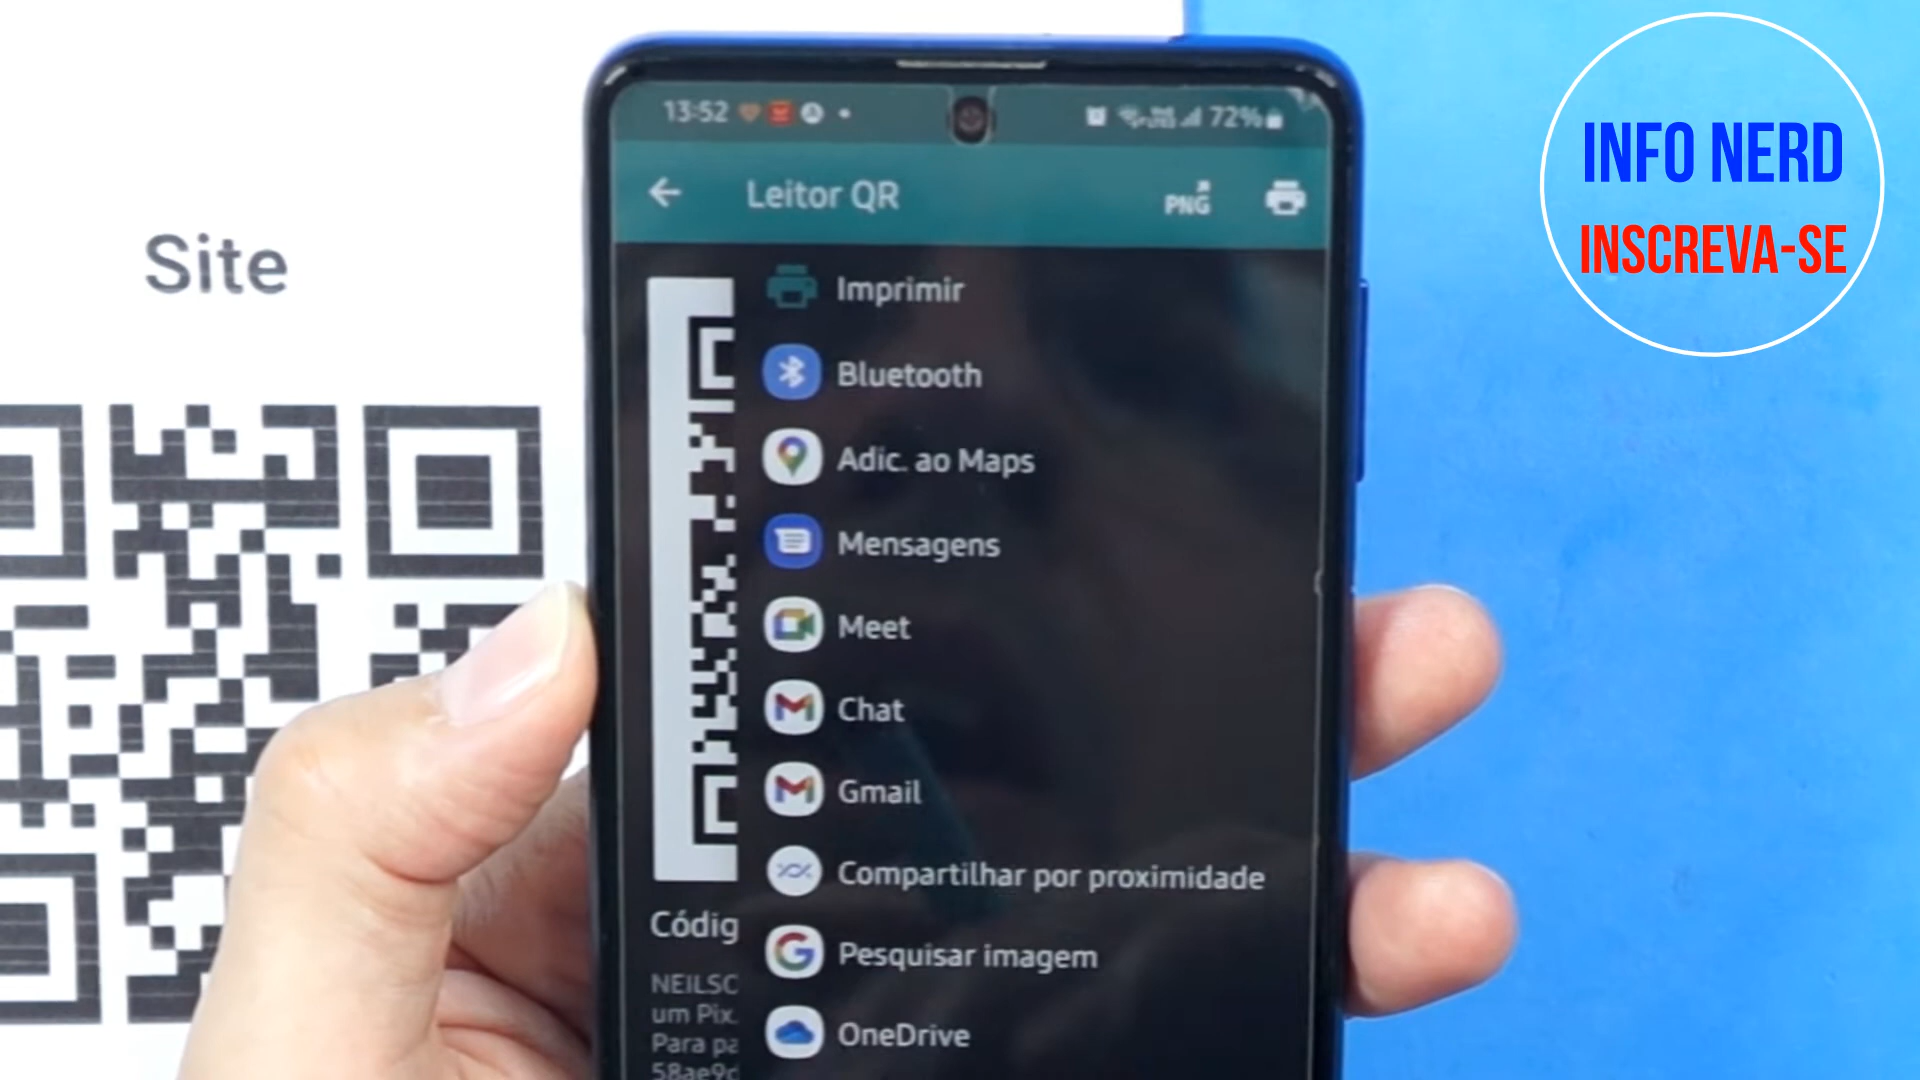 INFO NERD
INSCREVA-SE
Site
13:52
72%
Leitor QR
PNG
Imprimir
Bluetooth
Adic. ao Maps
Mensagens
Meet
Chat
Gmail
Compartilhar por proximidade
Pesquisar imagem
OneDrive
Códig
NEILSC
um Pix.
Para pa
58ae9c